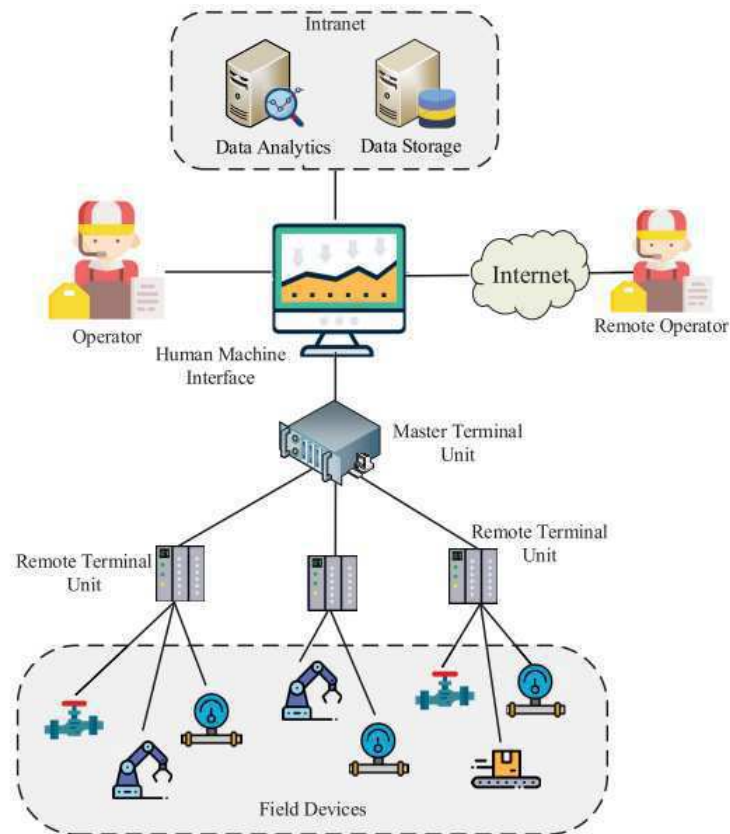 Intranet
Data Analytics
Data Storage
Operator
Internet
Remote Operator
Human Machine
Interface
Master Terminal
Unit
Remote Terminal
Unit
Remote Terminal
Unit
Field Devices